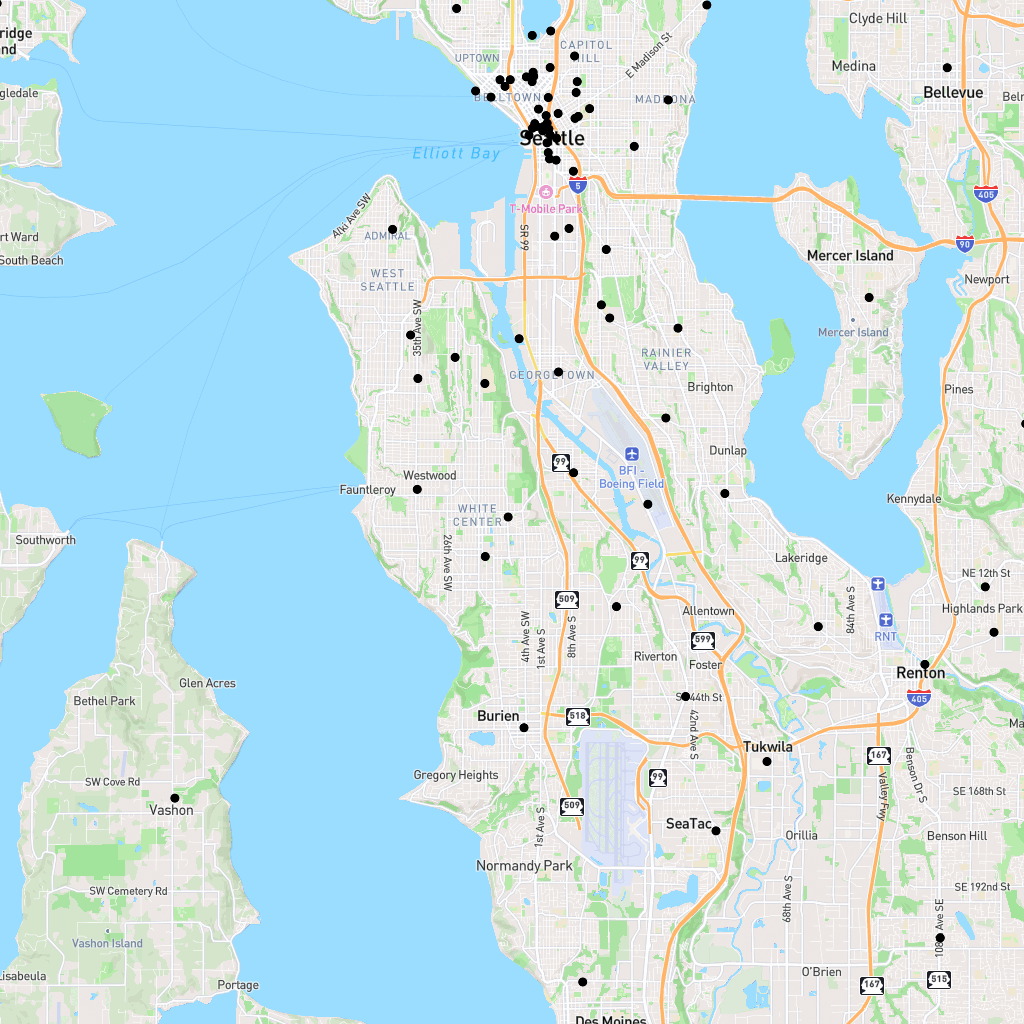 Clyde Hill
ridge
nd
CAPITOL
HILL
UPTOWN
E Madison St
Medina
gledale
BELLTOWN
MADRONA
Bellevue
Belr
Seattle
Elliott Bay
5
405
T-Mobile Park
Alki Ave SW
rt Ward
ADMIRAL
SR 99
90
South Beach
Mercer Island
WEST
SEATTLE
Newport
35th Ave SW
Mercer Island
RAINIER
VALLEY
GEORGETOWN
Brighton
Pines
Dunlap
99
BFI -
Boeing Field
Westwood
Fauntleroy
Kennydale
WHITE
CENTER
Southworth
26th Ave SW
99
Lakeridge
NE 12th St
509
84th Ave S
Highlands Park
Allentown
4th Ave SW
1st Ave S
8th Ave S
599
RNT
Riverton
Foster
Renton
Glen Acres
S 144th St
405
Bethel Park
Burien
518
42nd Ave S
Ma
Tukwila
167
Benson Dr S
Gregory Heights
99
SW Cove Rd
Valley Fwy
SE 168th St
Vashon
509
1st Ave S
SeaTac
Orillia
Benson Hill
Normandy Park
SW Cemetery Rd
68th Ave S
SE 192nd St
108th Ave SE
Vashon Island
Lisabeula
O'Brien
Portage
167
515
Des Moines